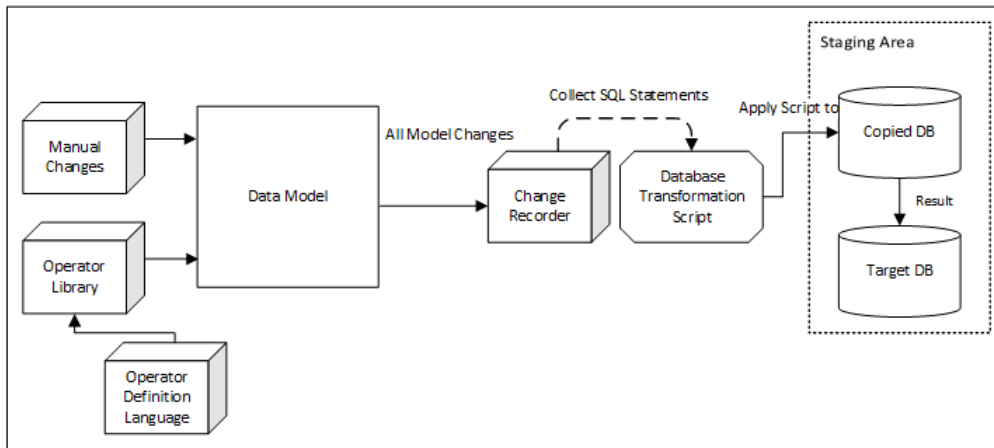 Staging Area
Collect SQL Statements
Apply Script to
Copied DB
Manual
Changes
All Model Changes
Data Model
Change
Recorder
Database
Transformation
Script
Result
Operator
Library
Target DB
Operator
Definition
Language